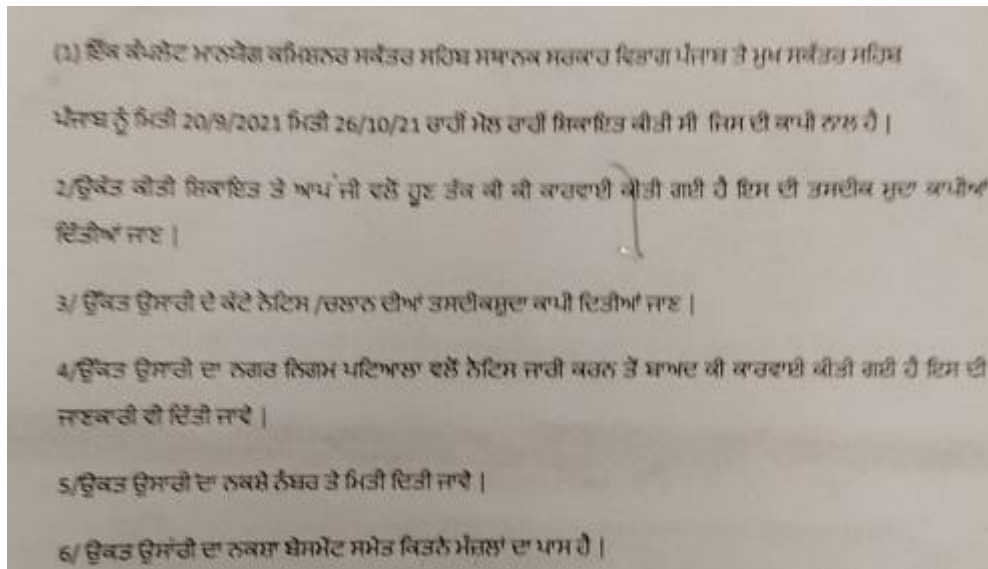 (1) ਇੱਕ ਕੰਪਲੇਟ ਮਾਨਯੋਗ ਕਮਿਸ਼ਨਰ ਸਕੱਤਰ ਸਹਿਬ ਸਥਾਨਕ ਸਰਕਾਰ ਵਿਭਾਗ ਪੰਜਾਬ ਤੇ ਮੁਖ ਸਕੱਤਰ ਸਹਿਬ
ਪੰਜਾਬ ਨੂੰ ਮਿਤੀ 20/9/2021 ਮਿਤੀ 26/10/21 ਰਾਹੀਂ ਮੇਲ ਰਾਹੀਂ ਸ਼ਿਕਾਇਤ ਕੀਤੀ ਸੀ ਜਿਸ ਦੀ ਕਾਪੀ ਨਾਲ ਹੈ |
2/ਉਕੱਤ ਕੀਤੀ ਸ਼ਿਕਾਇਤ ਤੇ ਆਪ ਜੀ ਵਲੋਂ ਹੂਣ ਤੱਕ ਕੀ ਕੀ ਕਾਰਵਾਈ ਕੀਤੀ ਗਈ ਹੈ ਇਸ ਦੀ ਤਸਦੀਕ ਸੁਦਾ ਕਾਪੀਆਂ
ਦਿੱਤੀਆਂ ਜਾਣ |
3/ ਉੱਕਤ ਉਸਾਰੀ ਦੇ ਕੱਟੇ ਨੋਟਿਸ /ਚਲਾਨ ਦੀਆਂ ਤਸਦੀਕਸੁਦਾ ਕਾਪੀ ਦਿਤੀਆਂ ਜਾਣ |
4/ਉੱਕਤ ਉਸਾਰੀ ਦਾ ਨਗਰ ਨਿਗਮ ਪਟਿਆਲਾ ਵਲੋਂ ਨੋਟਿਸ ਜਾਰੀ ਕਰਨ ਤੋਂ ਬਾਅਦ ਕੀ ਕਾਰਵਾਈ ਕੀਤੀ ਗਈ ਹੈ ਇਸ ਦੀ
ਜਾਣਕਾਰੀ ਵੀ ਦਿੱਤੀ ਜਾਵੇ |
5/ਉਕਤ ਉਸਾਰੀ ਦਾ ਨਕਸ਼ੇ ਨੰਬਰ ਤੇ ਮਿਤੀ ਦਿਤੀ ਜਾਵੇ |
6/ ਉਕਤ ਉਸਾਰੀ ਦਾ ਨਕਸ਼ਾ ਬੇਸਮੇਂਟ ਸਮੇਤ ਕਿਤਨੇ ਮੰਜ਼ਲਾਂ ਦਾ ਪਾਸ ਹੈ |